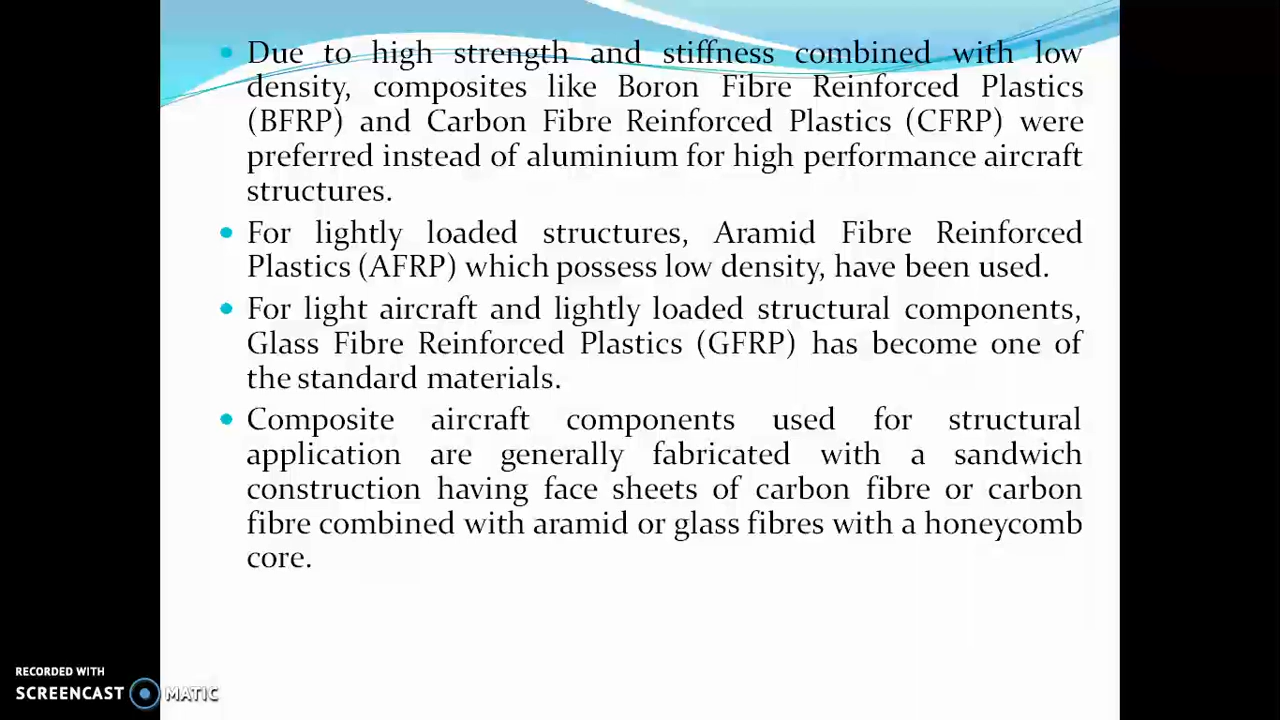 Due to high strength and stiffness combined with low
density, composites like Boron Fibre Reinforced Plastics
(BFRP) and Carbon Fibre Reinforced Plastics (CFRP) were
preferred instead of aluminium for high performance aircraft
structures.
For lightly loaded structures, Aramid Fibre Reinforced
Plastics (AFRP) which possess low density, have been used.
For light aircraft and lightly loaded structural components,
Glass Fibre Reinforced Plastics (GFRP) has become one of
the standard materials.
Composite aircraft components used for structural
application are generally fabricated with a sandwich
construction having face sheets of carbon fibre or carbon
fibre combined with aramid or glass fibres with a honeycomb
core.
RECORDED WITH
SCREENCAST MATIC